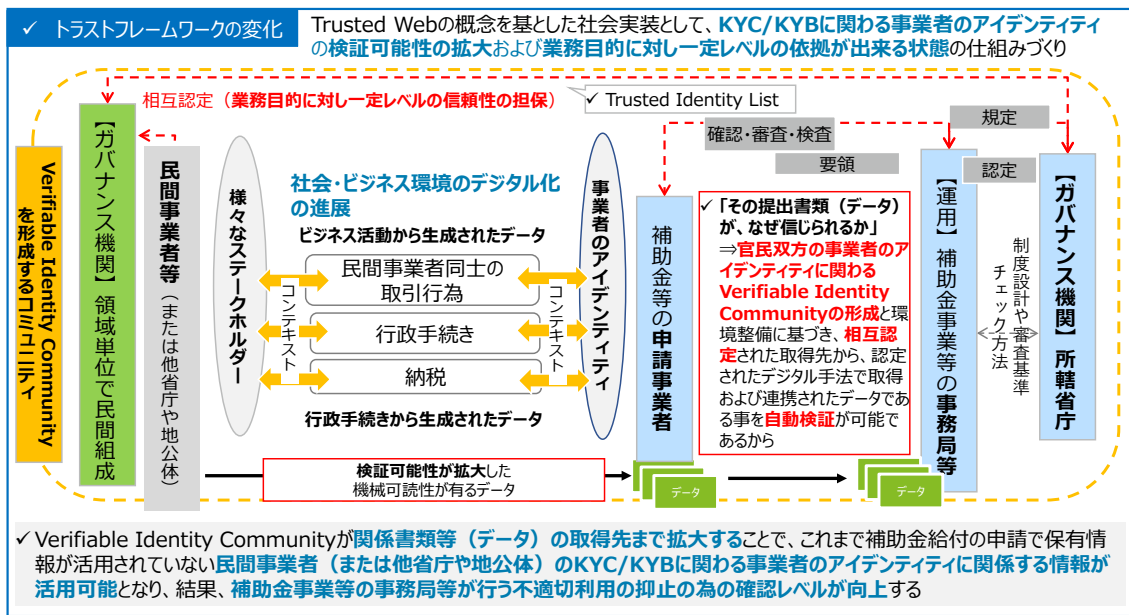 ✓ トラストフレームワークの変化
Trusted Webの概念を基とした社会実装として、KYC/KYBに関わる事業者のアイデンティティ
の検証可能性の拡大および業務目的に対し一定レベルの依拠が出来る状態の仕組みづくり
相互認定（業務目的に対し一定レベルの信頼性の担保）
✓ Trusted Identity List
Verifiable Identity Community
を形成するコミュニティ
【ガバナンス機関】領域単位で民間組成
民間事業者等（または他省庁や地公体）
様々なステークホルダー
社会・ビジネス環境のデジタル化
の進展
ビジネス活動から生成されたデータ
民間事業者同士の
取引行為
行政手続き
納税
コンテキスト
コンテキスト
行政手続きから生成されたデータ
事業者のアイデンティティ
検証可能性が拡大した
機械可読性が有るデータ
補助金等の申請事業者
データ
確認・審査・検査
要領
✓ 「その提出書類（データ）
が、なぜ信じられるか」
⇒官民双方の事業者のア
イデンティティに関わる
Verifiable Identity
Communityの形成と環
境整備に基づき、相互認
定された取得先から、認定
されたデジタル手法で取得
および連携されたデータであ
る事を自動検証が可能で
あるから
データ
【運用】補助金事業等の事務局等
規定
認定
制度設計や審査基準
チェック方法
【ガバナンス機関】所轄省庁
✓ Verifiable Identity Communityが関係書類等（データ）の取得先まで拡大することで、これまで補助金給付の申請で保有情
報が活用されていない民間事業者（または他省庁や地公体）のKYC/KYBに関わる事業者のアイデンティティに関係する情報が
活用可能となり、結果、補助金事業等の事務局等が行う不適切利用の抑止の為の確認レベルが向上する